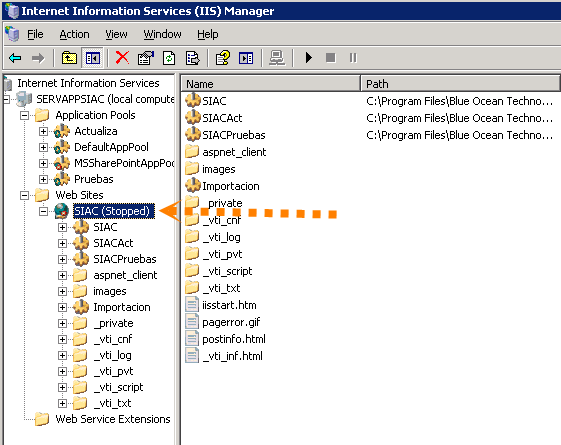 Internet Information Services (IIS) Manager
File Action View Window Help
Internet Information Services
SERVAPPSIAC (local compute
Application Pools
Actualiza
DefaultAppPool
MSSharePointAppPoo
Pruebas
Web Sites
SIAC (Stopped)
SIAC
SIACAct
SIACPruebas
aspnet_client
images
Importacion
_private
_vti_cnf
_vti_log
_vti_pvt
_vti_script
_vti_txt
Web Service Extensions
Name Path
SIAC C:\Program Files\Blue Ocean Techno...
SIACAct C:\Program Files\Blue Ocean Techno...
SIACPruebas C:\Program Files\Blue Ocean Techno...
aspnet_client
images
Importacion
_private
_vti_cnf
_vti_log
_vti_pvt
_vti_script
_vti_txt
iisstart.htm
pagerror.gif
postinfo.html
_vti_inf.html